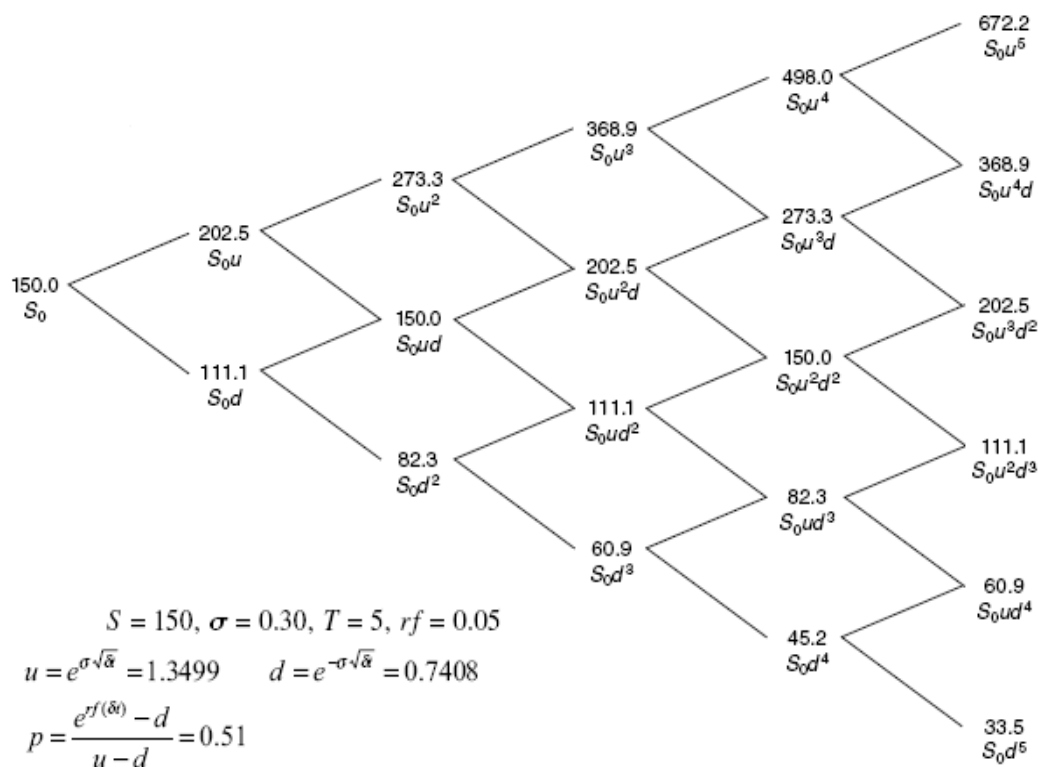 672.2
S₀u⁵
498.0
S₀u⁴
368.9
S₀u³
368.9
S₀u⁴d
273.3
S₀u²
273.3
S₀u³d
202.5
S₀u
202.5
S₀u²d
202.5
S₀u³d²
150.0
S₀
150.0
S₀ud
150.0
S₀u²d²
111.1
S₀d
111.1
S₀ud²
111.1
S₀u²d³
82.3
S₀d²
82.3
S₀ud³
60.9
S₀d³
60.9
S₀ud⁴
45.2
S₀d⁴
33.5
S₀d⁵
S = 150, σ = 0.30, T = 5, rf = 0.05
u = e^{σ√δt} = 1.3499 d = e^{-σ√δt} = 0.7408
p = (e^{rf(δt)} − d)/(u − d) = 0.51